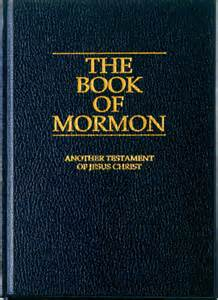 THE
BOOK
OF
MORMON
ANOTHER TESTAMENT
OF JESUS CHRIST